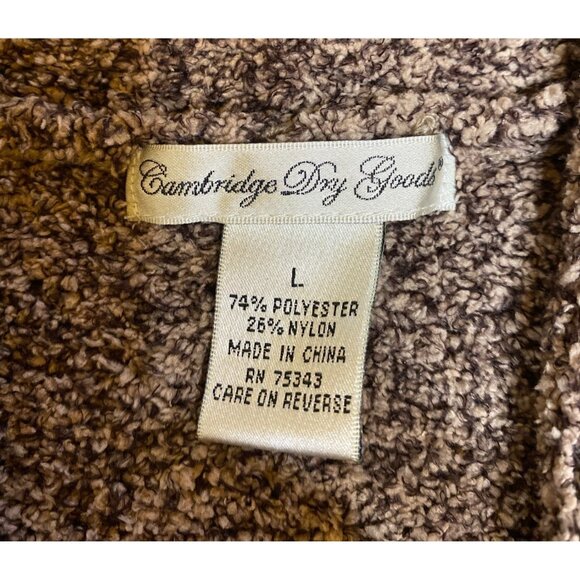 Cambridge Dry Goods®
L
74% POLYESTER
26% NYLON
MADE IN CHINA
RN 75343
CARE ON REVERSE